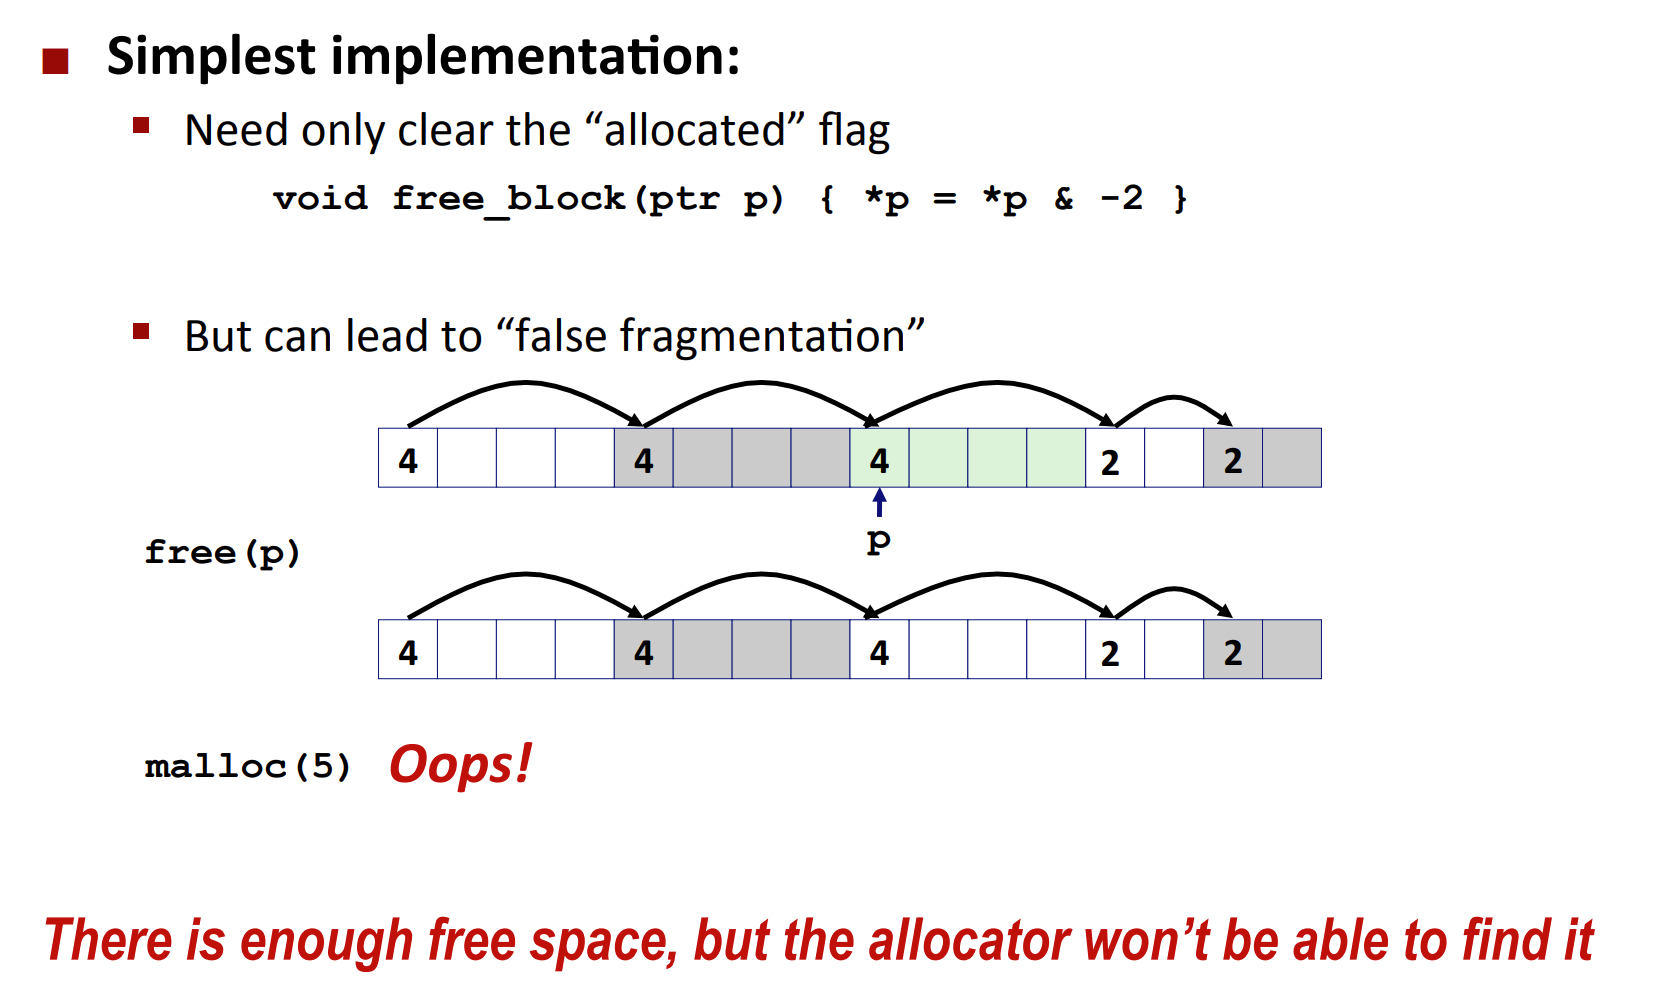 Simplest implementation:
Need only clear the “allocated” flag
void free_block(ptr p) { *p = *p & -2 }
But can lead to “false fragmentation”
4 4 4 2 2
p
free(p)
4 4 4 2 2
malloc(5) Oops!
There is enough free space, but the allocator won’t be able to find it